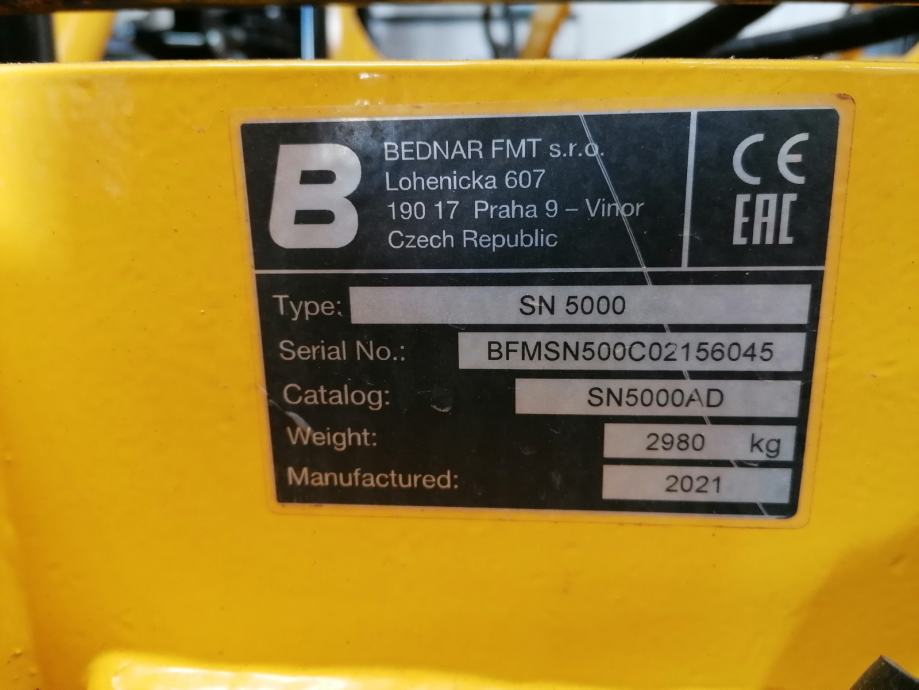 B
BEDNAR FMT s.r.o.
Lohenicka 607
190 17 Praha 9 – Vinor
Czech Republic
CE
EAC
Type: SN 5000
Serial No.: BFMSN500C02156045
Catalog: SN5000AD
Weight: 2980 kg
Manufactured: 2021